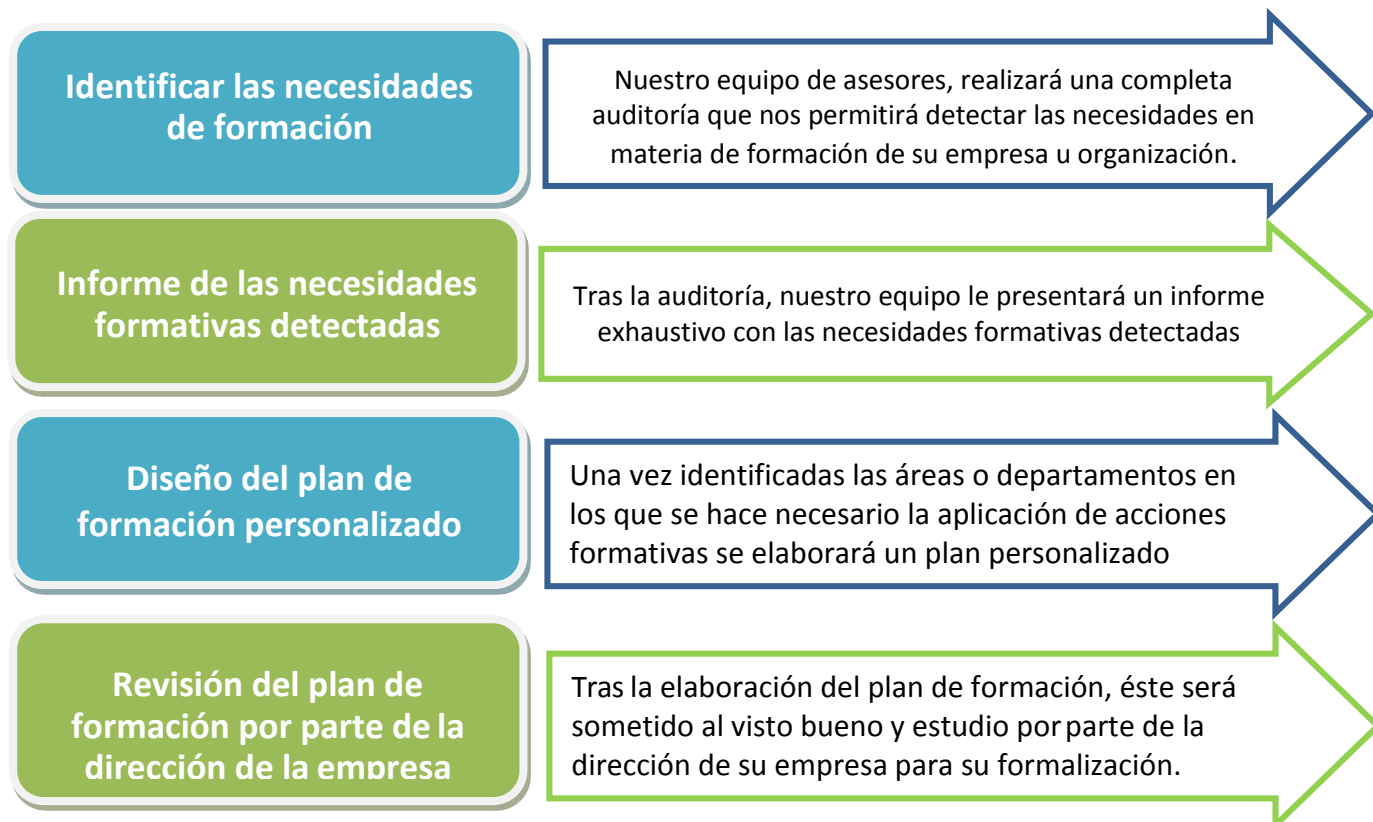 Identificar las necesidades
de formación
Nuestro equipo de asesores, realizará una completa
auditoría que nos permitirá detectar las necesidades en
materia de formación de su empresa u organización.
Informe de las necesidades
formativas detectadas
Tras la auditoría, nuestro equipo le presentará un informe
exhaustivo con las necesidades formativas detectadas
Diseño del plan de
formación personalizado
Una vez identificadas las áreas o departamentos en
los que se hace necesario la aplicación de acciones
formativas se elaborará un plan personalizado
Revisión del plan de
formación por parte de la
dirección de la empresa
Tras la elaboración del plan de formación, éste será
sometido al visto bueno y estudio por parte de la
dirección de su empresa para su formalización.